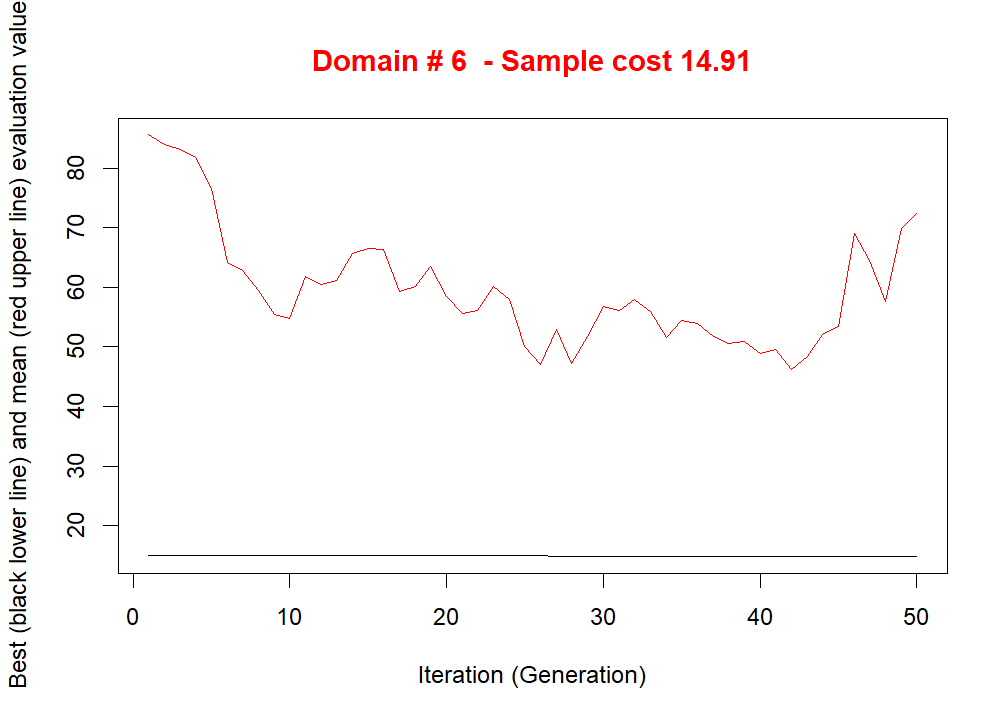 Domain # 6  - Sample cost 14.91
Best (black lower line) and mean (red upper line) evaluation value
80
70
60
50
40
30
20
0 10 20 30 40 50
Iteration (Generation)